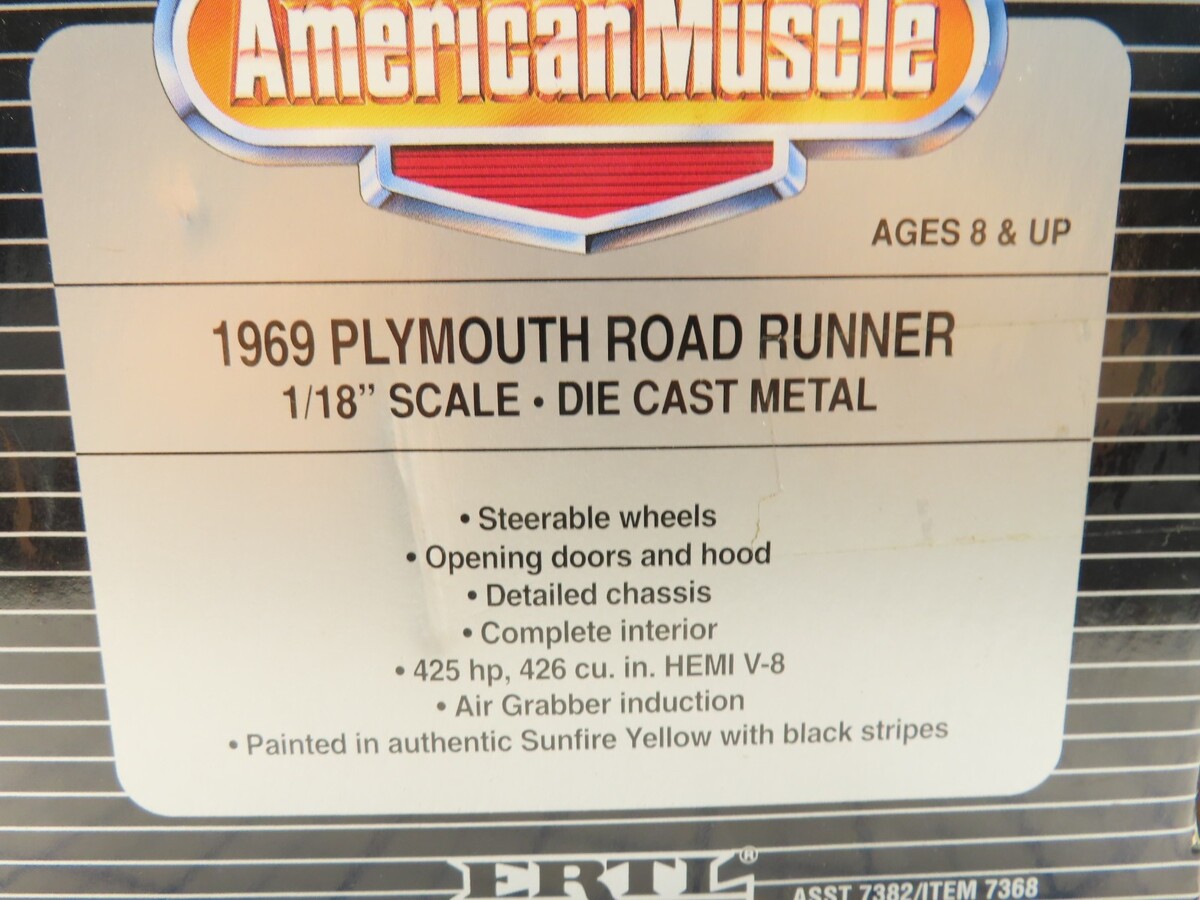 AmericanMuscle
AGES 8 & UP
1969 PLYMOUTH ROAD RUNNER
1/18” SCALE • DIE CAST METAL
• Steerable wheels
• Opening doors and hood
• Detailed chassis
• Complete interior
• 425 hp, 426 cu. in. HEMI V-8
• Air Grabber induction
• Painted in authentic Sunfire Yellow with black stripes
ERTL®
ASST 7382/ITEM 7368